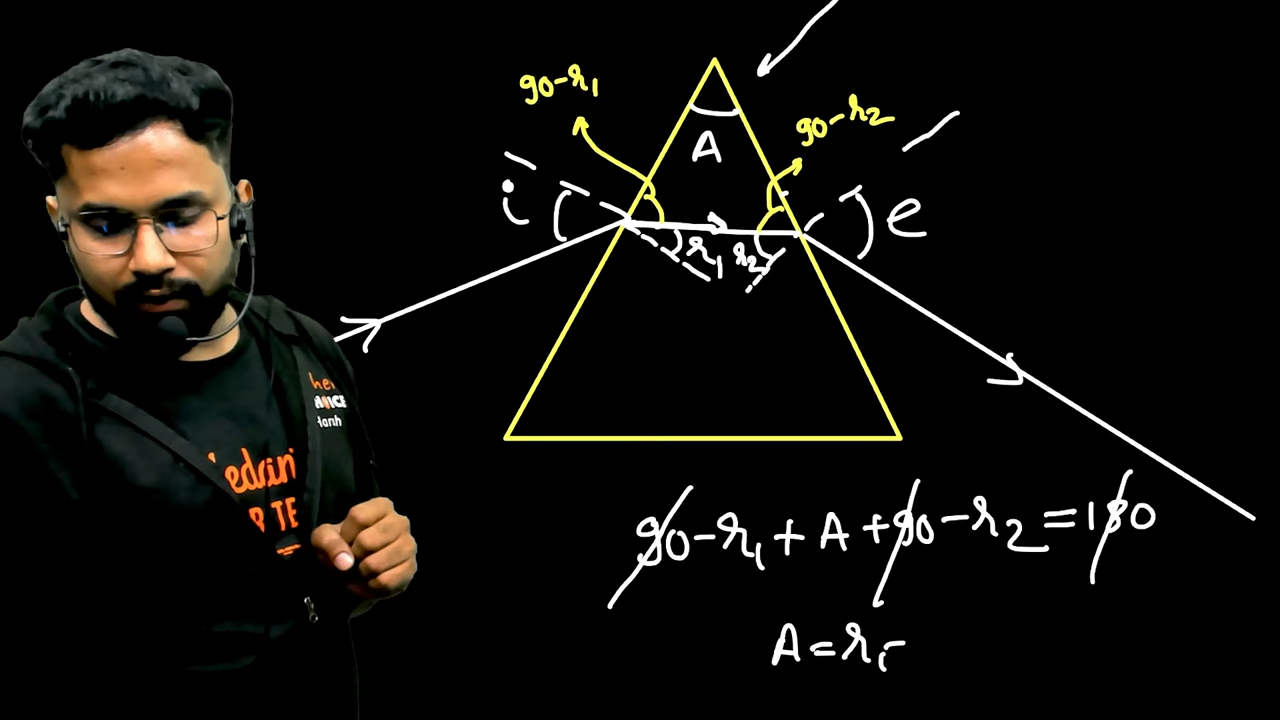 90-r₁
90-r₂
A
i
e
r₁ r₂
90-r₁+A+90-r₂=180
A=r₁